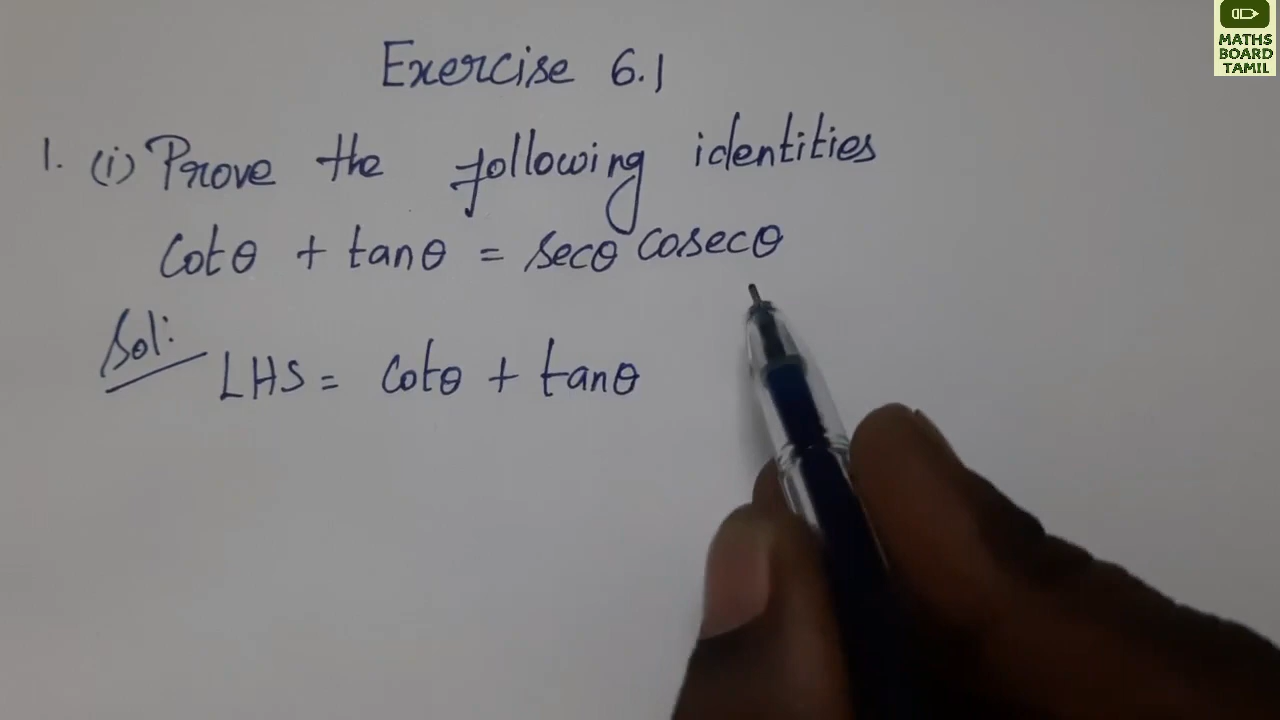 MATHS
BOARD
TAMIL
Exercise 6.1
1. (i) Prove the following identities
cotθ + tanθ = secθ cosecθ
Sol:
LHS = cotθ + tanθ